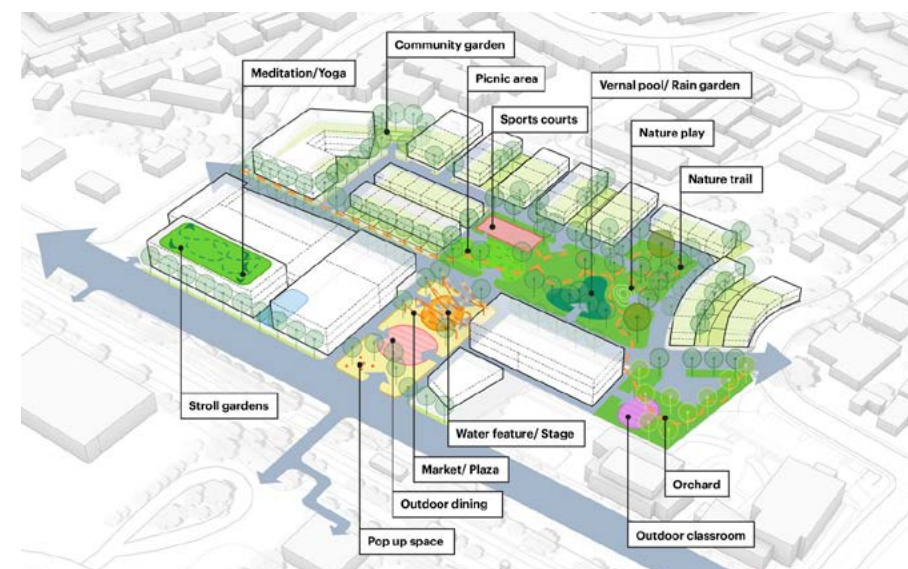 Community garden
Meditation/Yoga
Picnic area
Vernal pool/ Rain garden
Sports courts
Nature play
Nature trail
Stroll gardens
Water feature/ Stage
Market/ Plaza
Orchard
Outdoor dining
Outdoor classroom
Pop up space